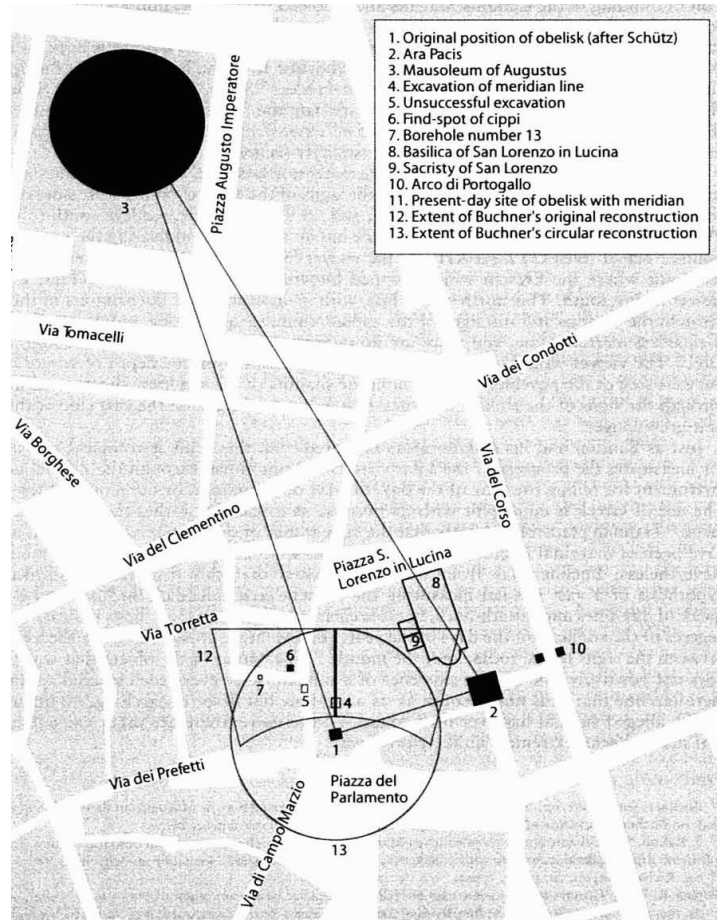 1. Original position of obelisk (after Schütz)
2. Ara Pacis
3. Mausoleum of Augustus
4. Excavation of meridian line
5. Unsuccessful excavation
6. Find-spot of cippi
7. Borehole number 13
8. Basilica of San Lorenzo in Lucina
9. Sacristy of San Lorenzo
10. Arco di Portogallo
11. Present-day site of obelisk with meridian
12. Extent of Buchner's original reconstruction
13. Extent of Buchner's circular reconstruction
Piazza Augusto Imperatore
3
Via Tomacelli
Via dei Condotti
Via Borghese
Via del Corso
Via del Clementino
Piazza S.
Lorenzo in Lucina
8
Via Torretta
9
12
6
10
7
5
4
2
1
Via dei Prefetti
Piazza del
Parlamento
Via di Campo Marzio
13